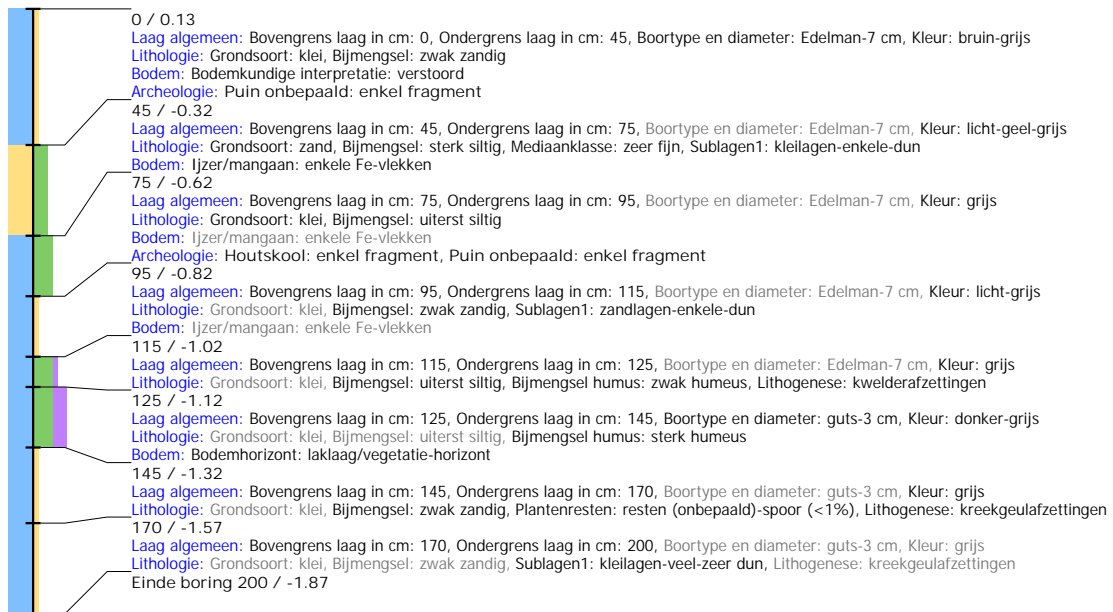 0 / 0.13
Laag algemeen: Bovengrens laag in cm: 0, Ondergrens laag in cm: 45, Boortype en diameter: Edelman-7 cm, Kleur: bruin-grijs
Lithologie: Grondsoort: klei, Bijmengsel: zwak zandig
Bodem: Bodemkundige interpretatie: verstoord
Archeologie: Puin onbepaald: enkel fragment
45 / -0.32
Laag algemeen: Bovengrens laag in cm: 45, Ondergrens laag in cm: 75, Boortype en diameter: Edelman-7 cm, Kleur: licht-geel-grijs
Lithologie: Grondsoort: zand, Bijmengsel: sterk siltig, Mediaanklasse: zeer fijn, Sublagen1: kleilagen-enkele-dun
Bodem: Ijzer/mangaan: enkele Fe-vlekken
75 / -0.62
Laag algemeen: Bovengrens laag in cm: 75, Ondergrens laag in cm: 95, Boortype en diameter: Edelman-7 cm, Kleur: grijs
Lithologie: Grondsoort: klei, Bijmengsel: uiterst siltig
Bodem: Ijzer/mangaan: enkele Fe-vlekken
Archeologie: Houtskool: enkel fragment, Puin onbepaald: enkel fragment
95 / -0.82
Laag algemeen: Bovengrens laag in cm: 95, Ondergrens laag in cm: 115, Boortype en diameter: Edelman-7 cm, Kleur: licht-grijs
Lithologie: Grondsoort: klei, Bijmengsel: zwak zandig, Sublagen1: zandlagen-enkele-dun
Bodem: Ijzer/mangaan: enkele Fe-vlekken
115 / -1.02
Laag algemeen: Bovengrens laag in cm: 115, Ondergrens laag in cm: 125, Boortype en diameter: Edelman-7 cm, Kleur: grijs
Lithologie: Grondsoort: klei, Bijmengsel: uiterst siltig, Bijmengsel humus: zwak humeus, Lithogenese: kwelderafzettingen
125 / -1.12
Laag algemeen: Bovengrens laag in cm: 125, Ondergrens laag in cm: 145, Boortype en diameter: guts-3 cm, Kleur: donker-grijs
Lithologie: Grondsoort: klei, Bijmengsel: uiterst siltig, Bijmengsel humus: sterk humeus
Bodem: Bodemhorizont: laklaag/vegetatie-horizont
145 / -1.32
Laag algemeen: Bovengrens laag in cm: 145, Ondergrens laag in cm: 170, Boortype en diameter: guts-3 cm, Kleur: grijs
Lithologie: Grondsoort: klei, Bijmengsel: zwak zandig, Plantenresten: resten (onbepaald)-spoor (<1%), Lithogenese: kreekgeulafzettingen
170 / -1.57
Laag algemeen: Bovengrens laag in cm: 170, Ondergrens laag in cm: 200, Boortype en diameter: guts-3 cm, Kleur: grijs
Lithologie: Grondsoort: klei, Bijmengsel: zwak zandig, Sublagen1: kleilagen-veel-zeer dun, Lithogenese: kreekgeulafzettingen
Einde boring 200 / -1.87